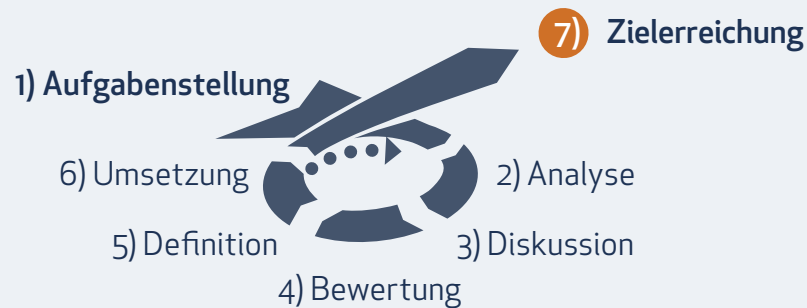 7) Zielerreichung
1) Aufgabenstellung
6) Umsetzung
2) Analyse
5) Definition
3) Diskussion
4) Bewertung